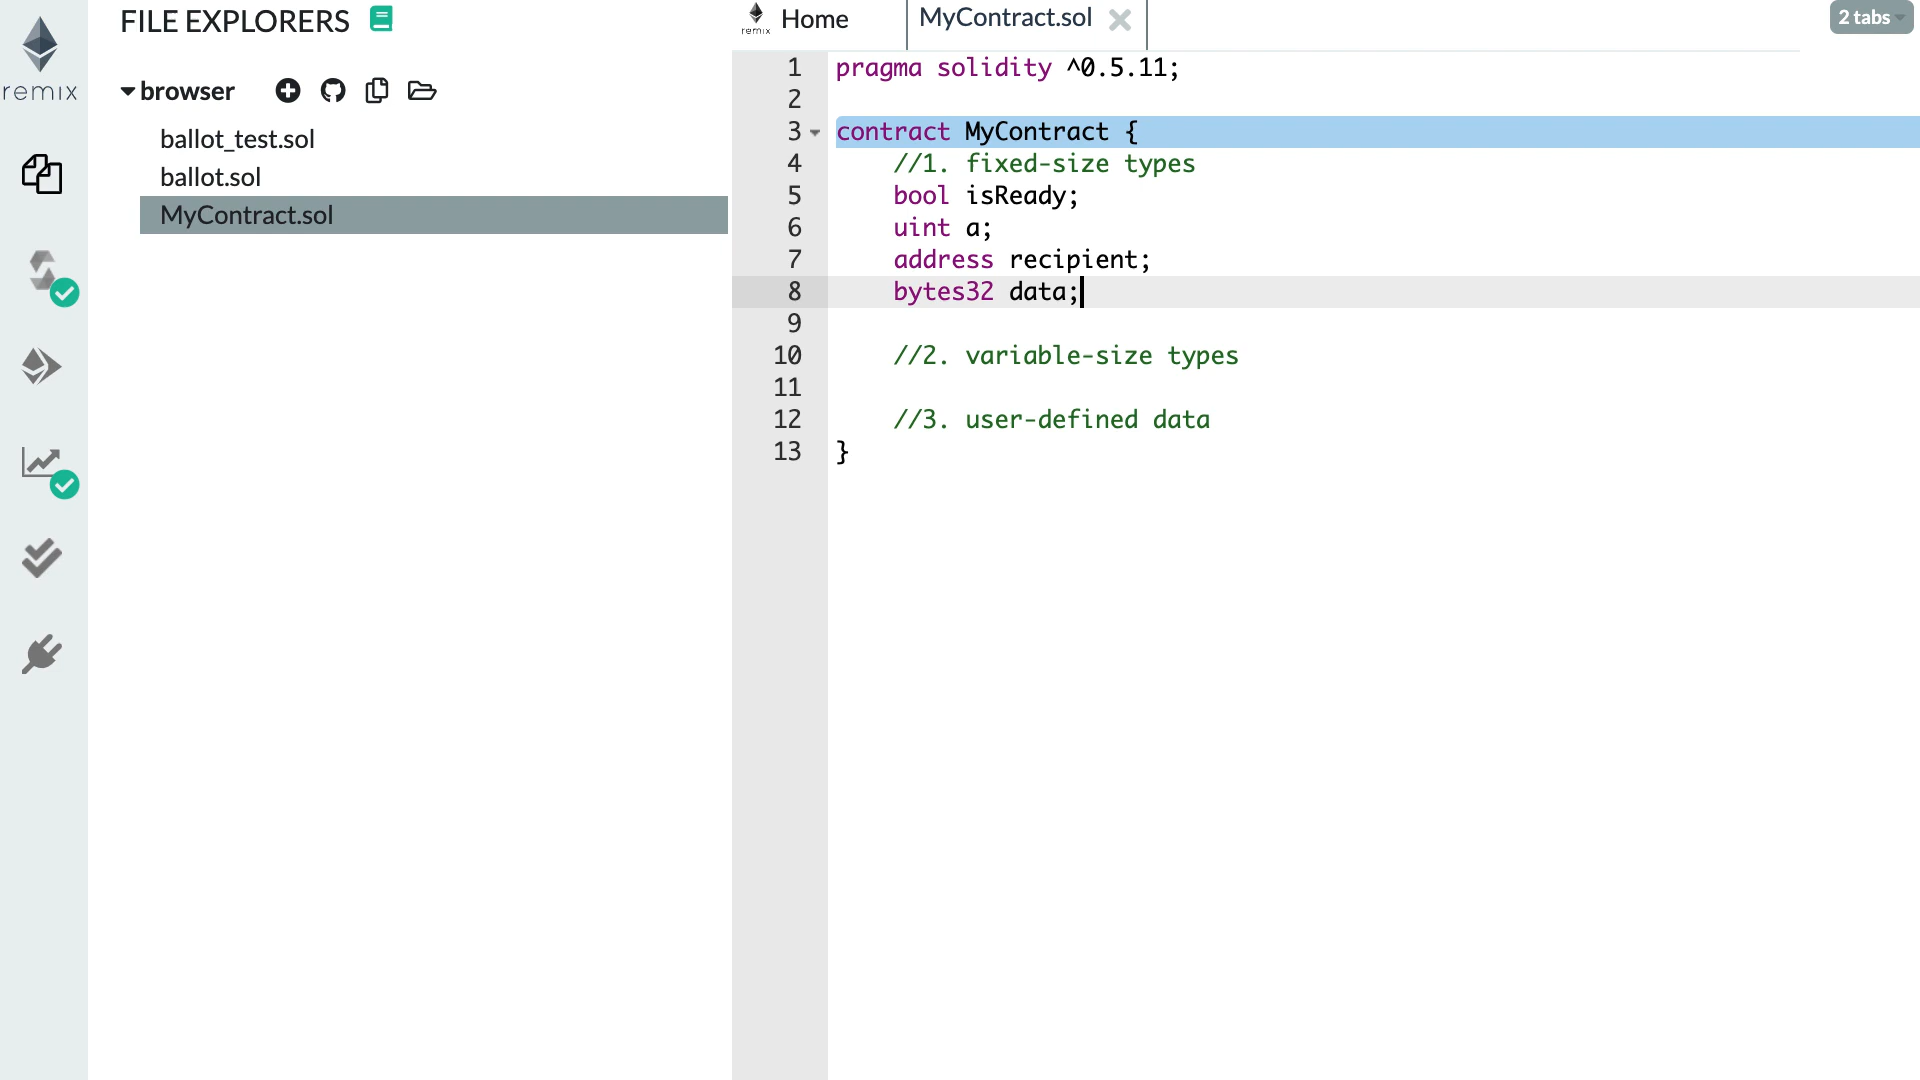 remix
FILE EXPLORERS
browser
ballot_test.sol
ballot.sol
MyContract.sol
remix
Home
MyContract.sol
2 tabs
1 pragma solidity ^0.5.11;
2
3 contract MyContract {
4 //1. fixed-size types
5 bool isReady;
6 uint a;
7 address recipient;
8 bytes32 data;
9
10 //2. variable-size types
11
12 //3. user-defined data
13 }